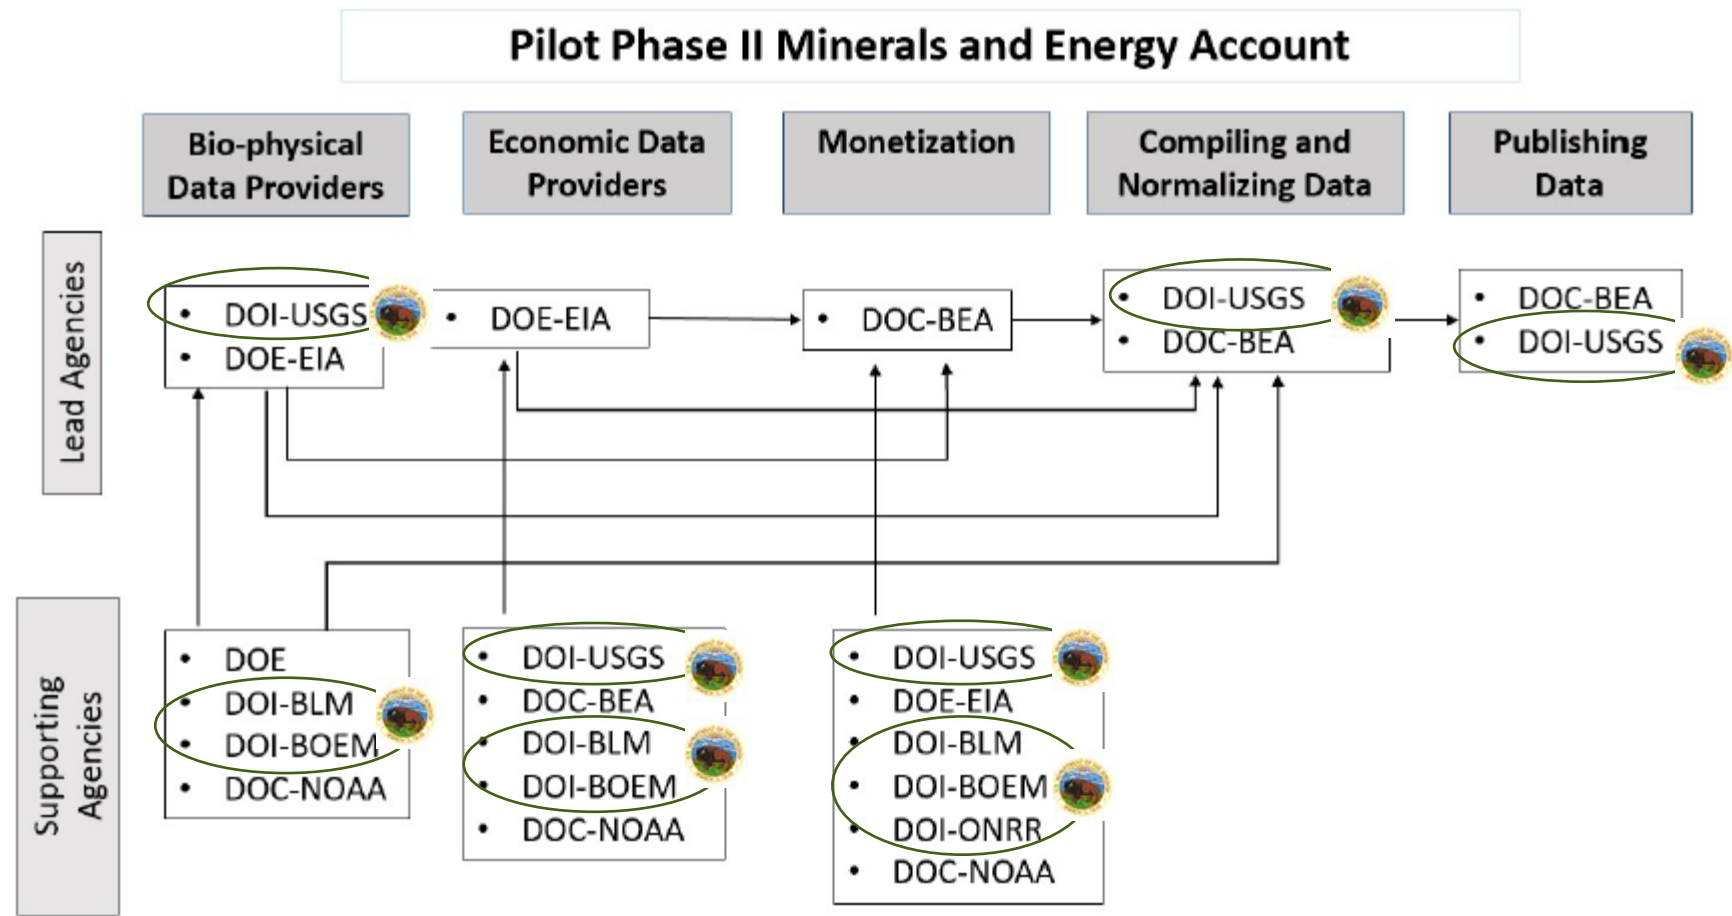 Pilot Phase II Minerals and Energy Account
Bio-physical
Data Providers
Economic Data
Providers
Monetization
Compiling and
Normalizing Data
Publishing
Data
Lead Agencies
• DOI-USGS
• DOE-EIA
• DOE-EIA
• DOC-BEA
• DOI-USGS
• DOC-BEA
• DOC-BEA
• DOI-USGS
Supporting
Agencies
• DOE
• DOI-BLM
• DOI-BOEM
• DOC-NOAA
• DOI-USGS
• DOC-BEA
• DOI-BLM
• DOI-BOEM
• DOC-NOAA
• DOI-USGS
• DOE-EIA
• DOI-BLM
• DOI-BOEM
• DOI-ONRR
• DOC-NOAA